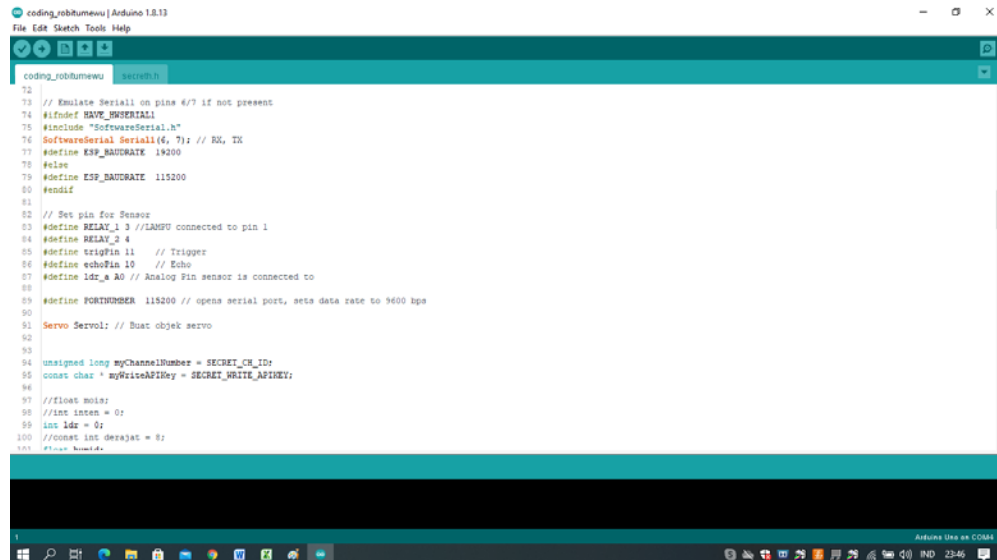 coding_robitumewu | Arduino 1.8.13
File Edit Sketch Tools Help
coding_robitumewu secreth.h
72
73 // Emulate Serial1 on pins 6/7 if not present
74 #ifndef HAVE_HWSERIAL1
75 #include "SoftwareSerial.h"
76 SoftwareSerial Serial1(6, 7); // RX, TX
77 #define ESP_BAUDRATE 19200
78 #else
79 #define ESP_BAUDRATE 115200
80 #endif
81
82 // Set pin for Sensor
83 #define RELAY_1 3 //LAMPU connected to pin 1
84 #define RELAY_2 4
85 #define trigPin 11 // Trigger
86 #define echoPin 10 // Echo
87 #define ldr_a A0 // Analog Pin sensor is connected to
88
89 #define PORTNUMBER 115200 // opens serial port, sets data rate to 9600 bps
90
91 Servo Servo1; // Buat objek servo
92
93
94 unsigned long myChannelNumber = SECRET_CH_ID;
95 const char * myWriteAPIKey = SECRET_WRITE_APIKEY;
96
97 //float mois;
98 //int inten = 0;
99 int ldr = 0;
100 //const int derajat = 8;
101 float humid;
1 Arduino Uno on COM4
IND 23:46